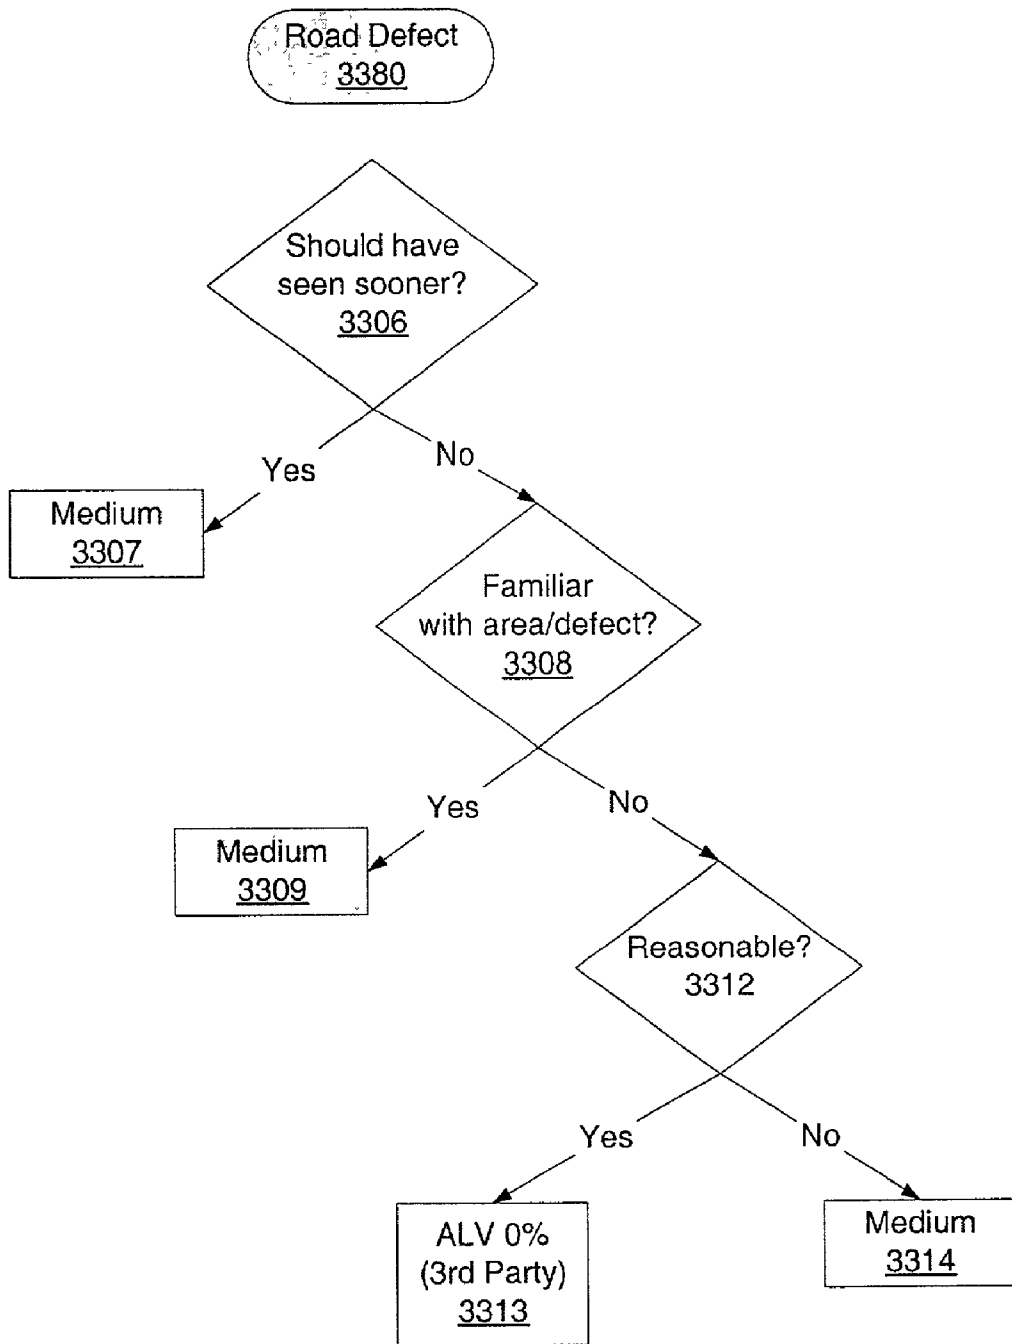 Road Defect
3380
Should have
seen sooner?
3306
Yes
No
Medium
3307
Familiar
with area/defect?
3308
Yes
No
Medium
3309
Reasonable?
3312
Yes
No
ALV 0%
(3rd Party)
3313
Medium
3314